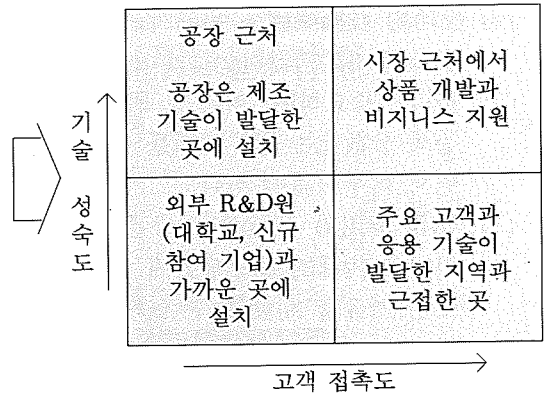 공장 근처
공장은 제조
기술이 발달한
곳에 설치
시장 근처에서
상품 개발과
비지니스 지원
기술 성숙도
외부 R&D원
(대학교, 신규
참여 기업)과
가까운 곳에
설치
주요 고객과
응용 기술이
발달한 지역과
근접한 곳
고객 접촉도